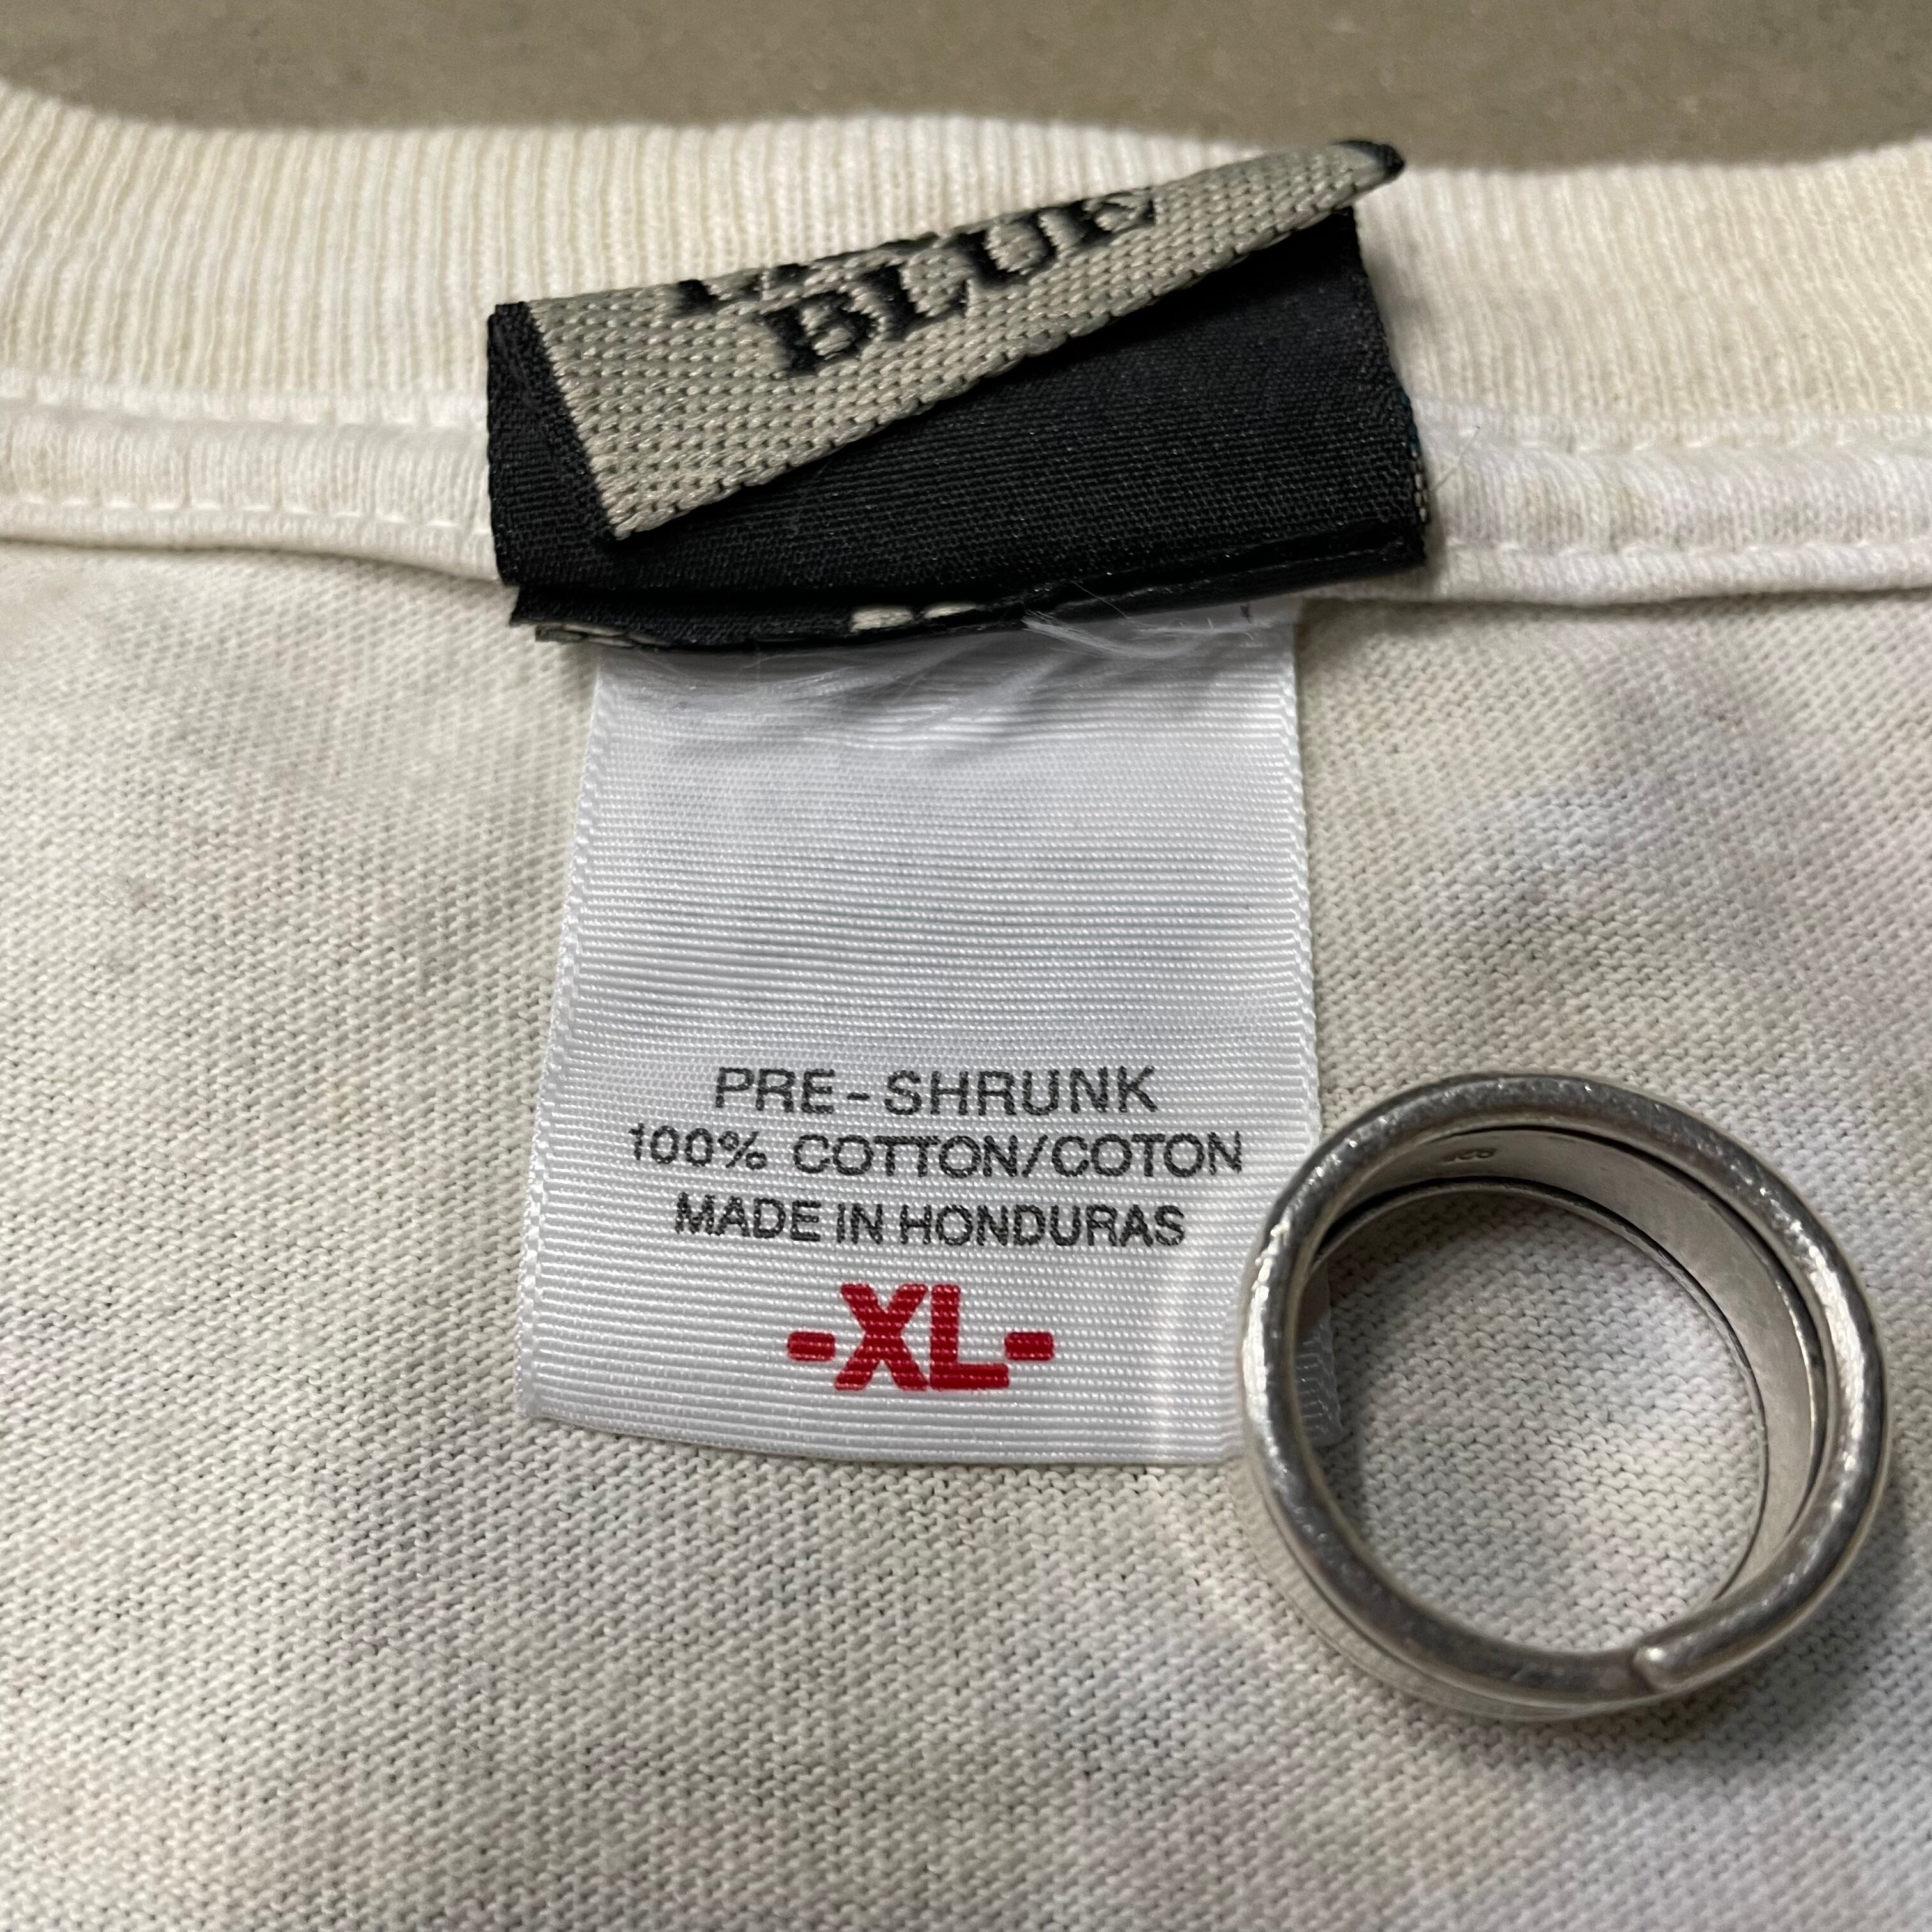 BLUE
PRE-SHRUNK
100% COTTON/COTON
MADE IN HONDURAS
-XL-